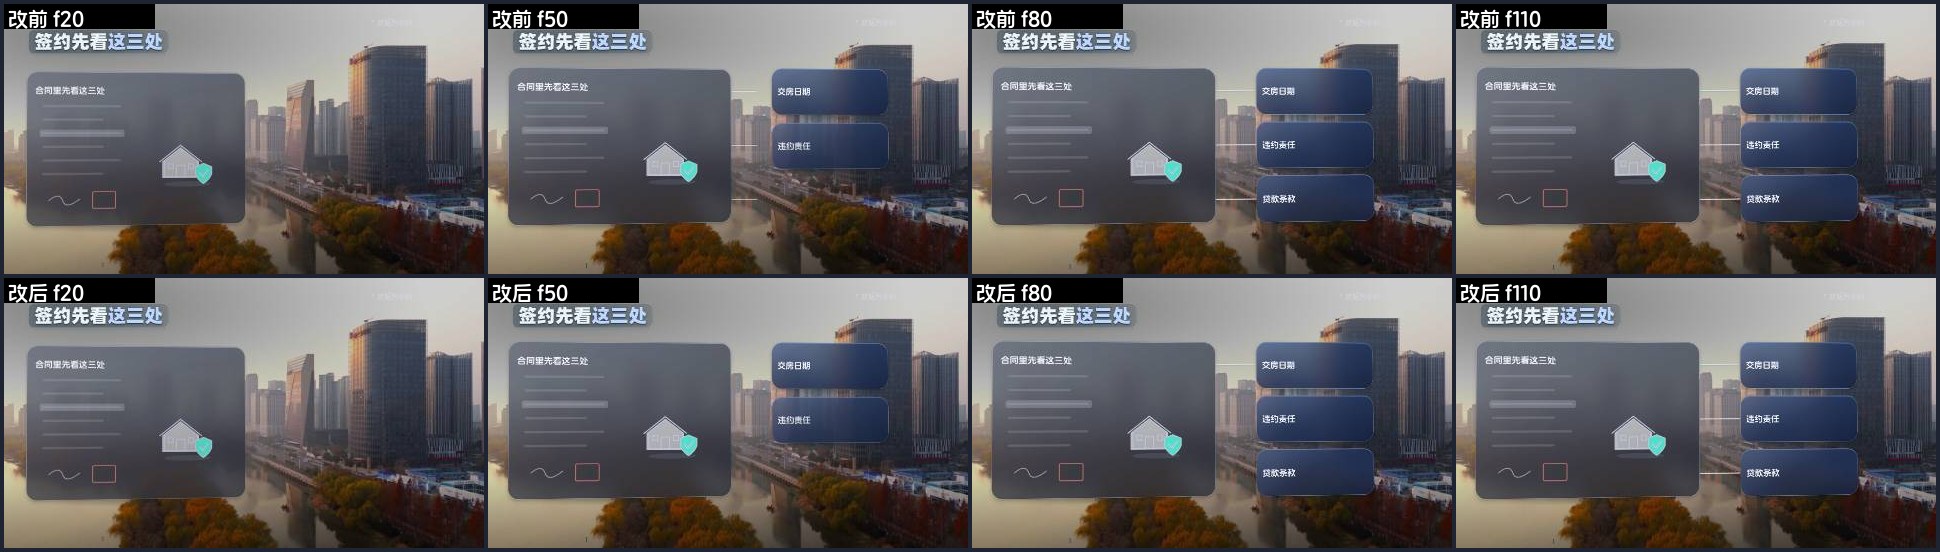 改前 f20
签约先看这三处
合同里先看这三处
改前 f50
签约先看这三处
合同里先看这三处
交房日期
违约责任
改前 f80
签约先看这三处
合同里先看这三处
交房日期
违约责任
贷款条款
改前 f110
签约先看这三处
合同里先看这三处
交房日期
违约责任
贷款条款
改后 f20
签约先看这三处
合同里先看这三处
改后 f50
签约先看这三处
合同里先看这三处
交房日期
违约责任
改后 f80
签约先看这三处
合同里先看这三处
交房日期
违约责任
贷款条款
改后 f110
签约先看这三处
合同里先看这三处
交房日期
违约责任
贷款条款